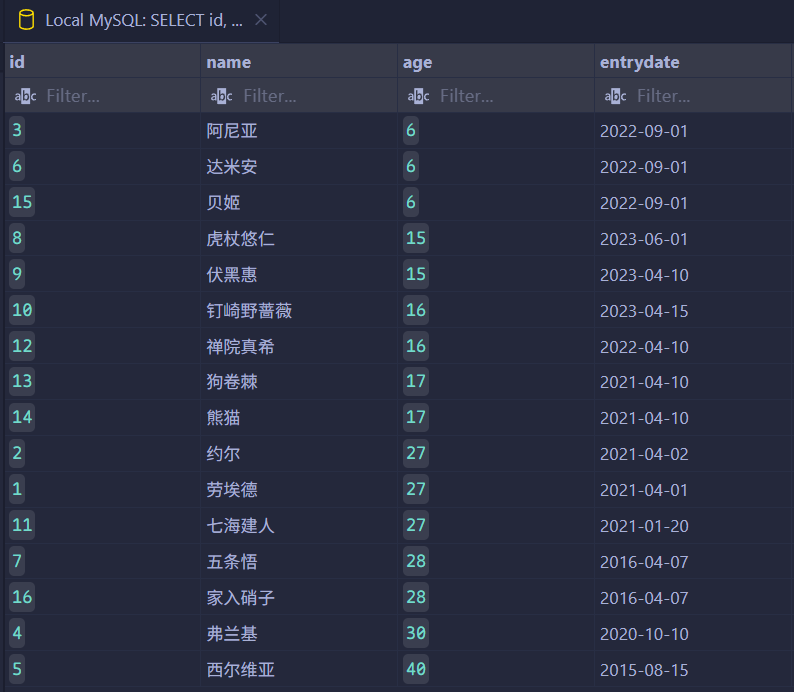 Local MySQL: SELECT id, ...
id name age entrydate
abc Filter... abc Filter... abc Filter... abc Filter...
3 阿尼亚 6 2022-09-01
6 达米安 6 2022-09-01
15 贝姬 6 2022-09-01
8 虎杖悠仁 15 2023-06-01
9 伏黑惠 15 2023-04-10
10 钉崎野蔷薇 16 2023-04-15
12 禅院真希 16 2022-04-10
13 狗卷棘 17 2021-04-10
14 熊猫 17 2021-04-10
2 约尔 27 2021-04-02
1 劳埃德 27 2021-04-01
11 七海建人 27 2021-01-20
7 五条悟 28 2016-04-07
16 家入硝子 28 2016-04-07
4 弗兰基 30 2020-10-10
5 西尔维亚 40 2015-08-15